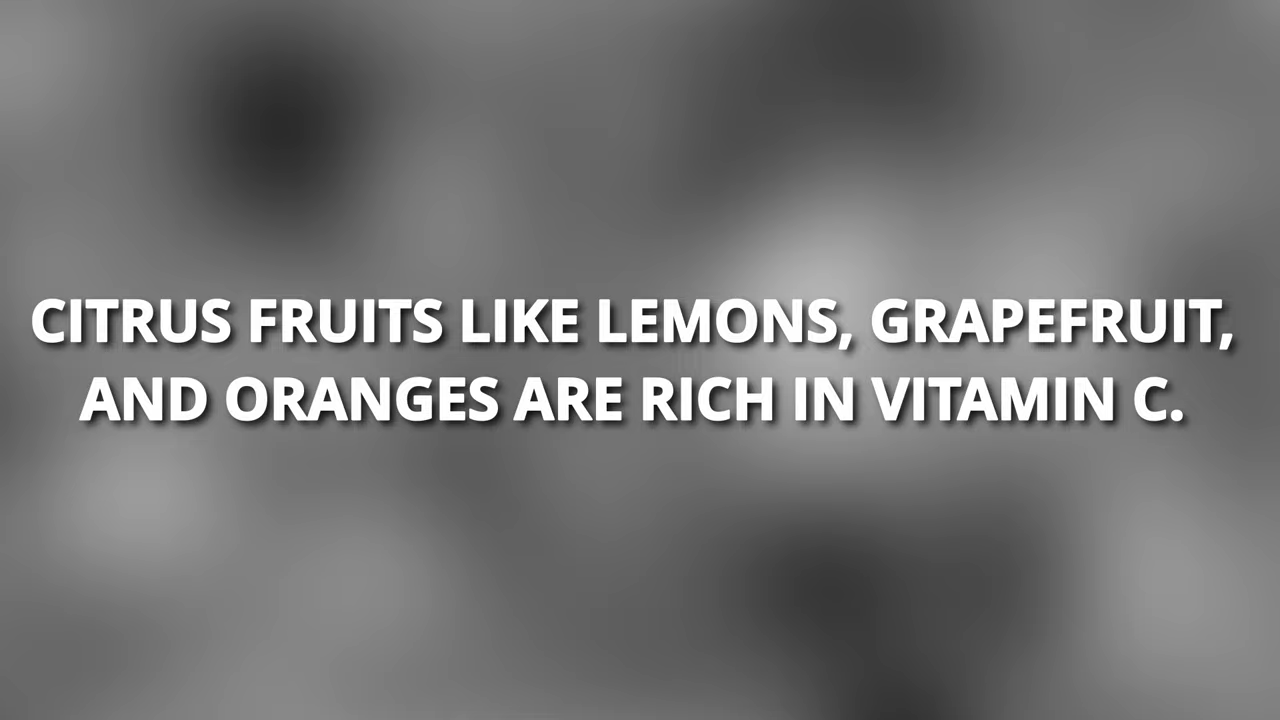 CITRUS FRUITS LIKE LEMONS, GRAPEFRUIT,
AND ORANGES ARE RICH IN VITAMIN C.